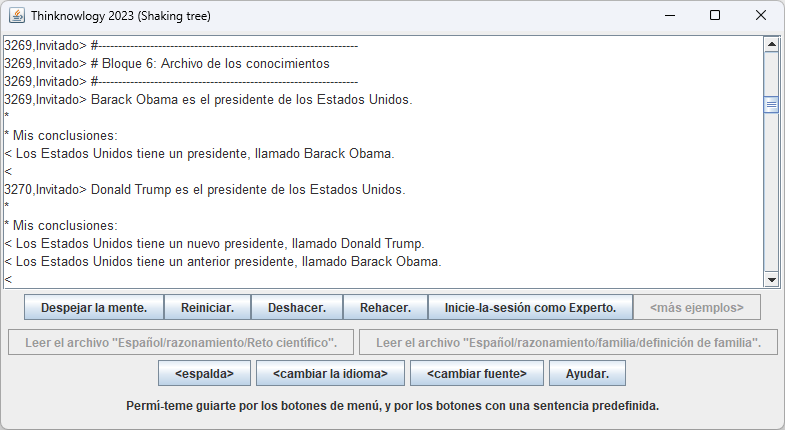 Thinknowlogy 2023 (Shaking tree)
3269,Invitado> #-----------------------------------------------------------------
3269,Invitado> # Bloque 6: Archivo de los conocimientos
3269,Invitado> #-----------------------------------------------------------------
3269,Invitado> Barack Obama es el presidente de los Estados Unidos.
*
* Mis conclusiones:
< Los Estados Unidos tiene un presidente, llamado Barack Obama.
<
3270,Invitado> Donald Trump es el presidente de los Estados Unidos.
*
* Mis conclusiones:
< Los Estados Unidos tiene un nuevo presidente, llamado Donald Trump.
< Los Estados Unidos tiene un anterior presidente, llamado Barack Obama.
<
Despejar la mente. Reiniciar. Deshacer. Rehacer. Inicie-la-sesión como Experto. <más ejemplos>
Leer el archivo "Español/razonamiento/Reto científico". Leer el archivo "Español/razonamiento/familia/definición de familia".
<espalda> <cambiar la idioma> <cambiar fuente> Ayudar.
Permí-teme guiarte por los botones de menú, y por los botones con una sentencia predefinida.